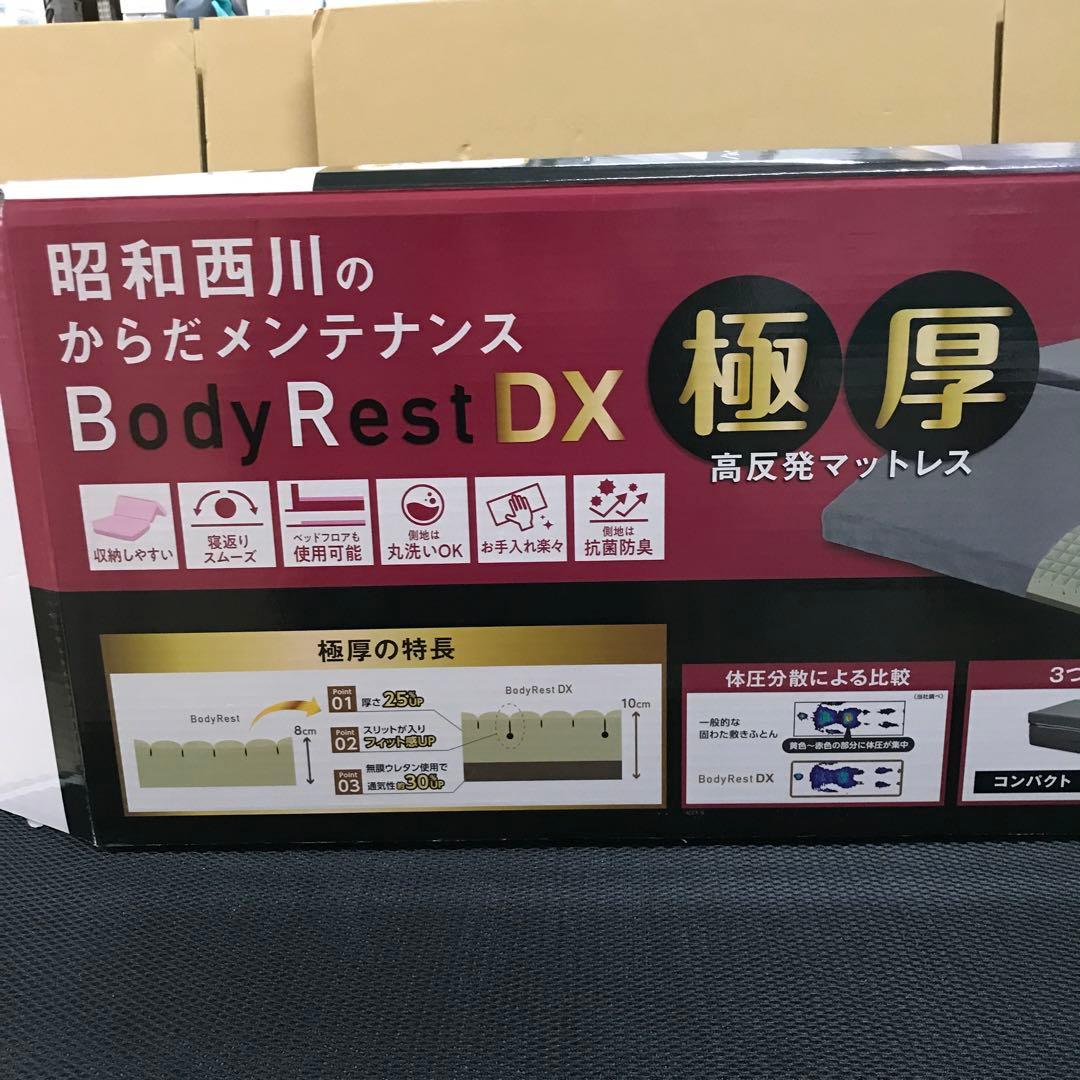 昭和西川の
からだメンテナンス
BodyRest DX
極厚
高反発マットレス
収納しやすい
寝返り
スムーズ
ベッドフロアも
使用可能
側地は
丸洗いOK
お手入れ楽々
側地は
抗菌防臭
極厚の特長
BodyRest
8cm
Point
01
厚さ25%UP
Point
02
スリットが入り
フィット感UP
Point
03
無膜ウレタン使用で
通気性約30%UP
BodyRest DX
10cm
体圧分散による比較
(当社調べ)
一般的な
固わた敷きふとん
黄色〜赤色の部分に体圧が集中
BodyRest DX
3つ
コンパクト